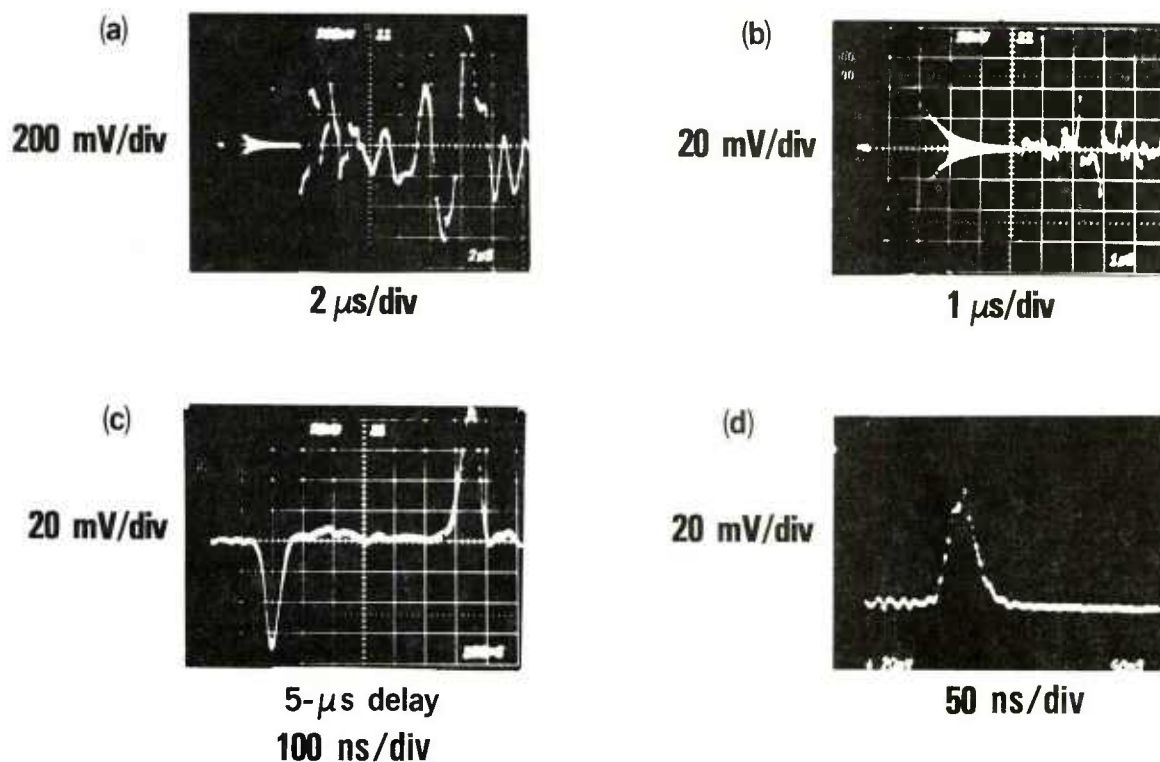 (a)
200 mV/div
2 μs/div
(b)
20 mV/div
1 μs/div
(c)
20 mV/div
5-μs delay
100 ns/div
(d)
20 mV/div
50 ns/div